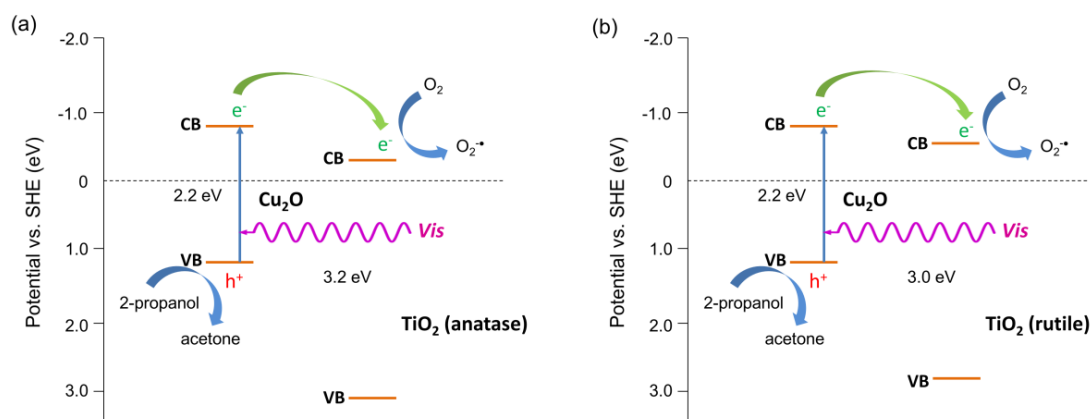 (a)
Potential vs. SHE (eV)
-2.0
-1.0
0
1.0
2.0
3.0
CB
e⁻
CB
e⁻
O₂
O₂⁻•
2.2 eV
Cu₂O
Vis
VB
h⁺
3.2 eV
2-propanol
acetone
TiO₂ (anatase)
VB
(b)
Potential vs. SHE (eV)
-2.0
-1.0
0
1.0
2.0
3.0
CB
e⁻
CB
e⁻
O₂
O₂⁻•
2.2 eV
Cu₂O
Vis
VB
h⁺
3.0 eV
2-propanol
acetone
TiO₂ (rutile)
VB